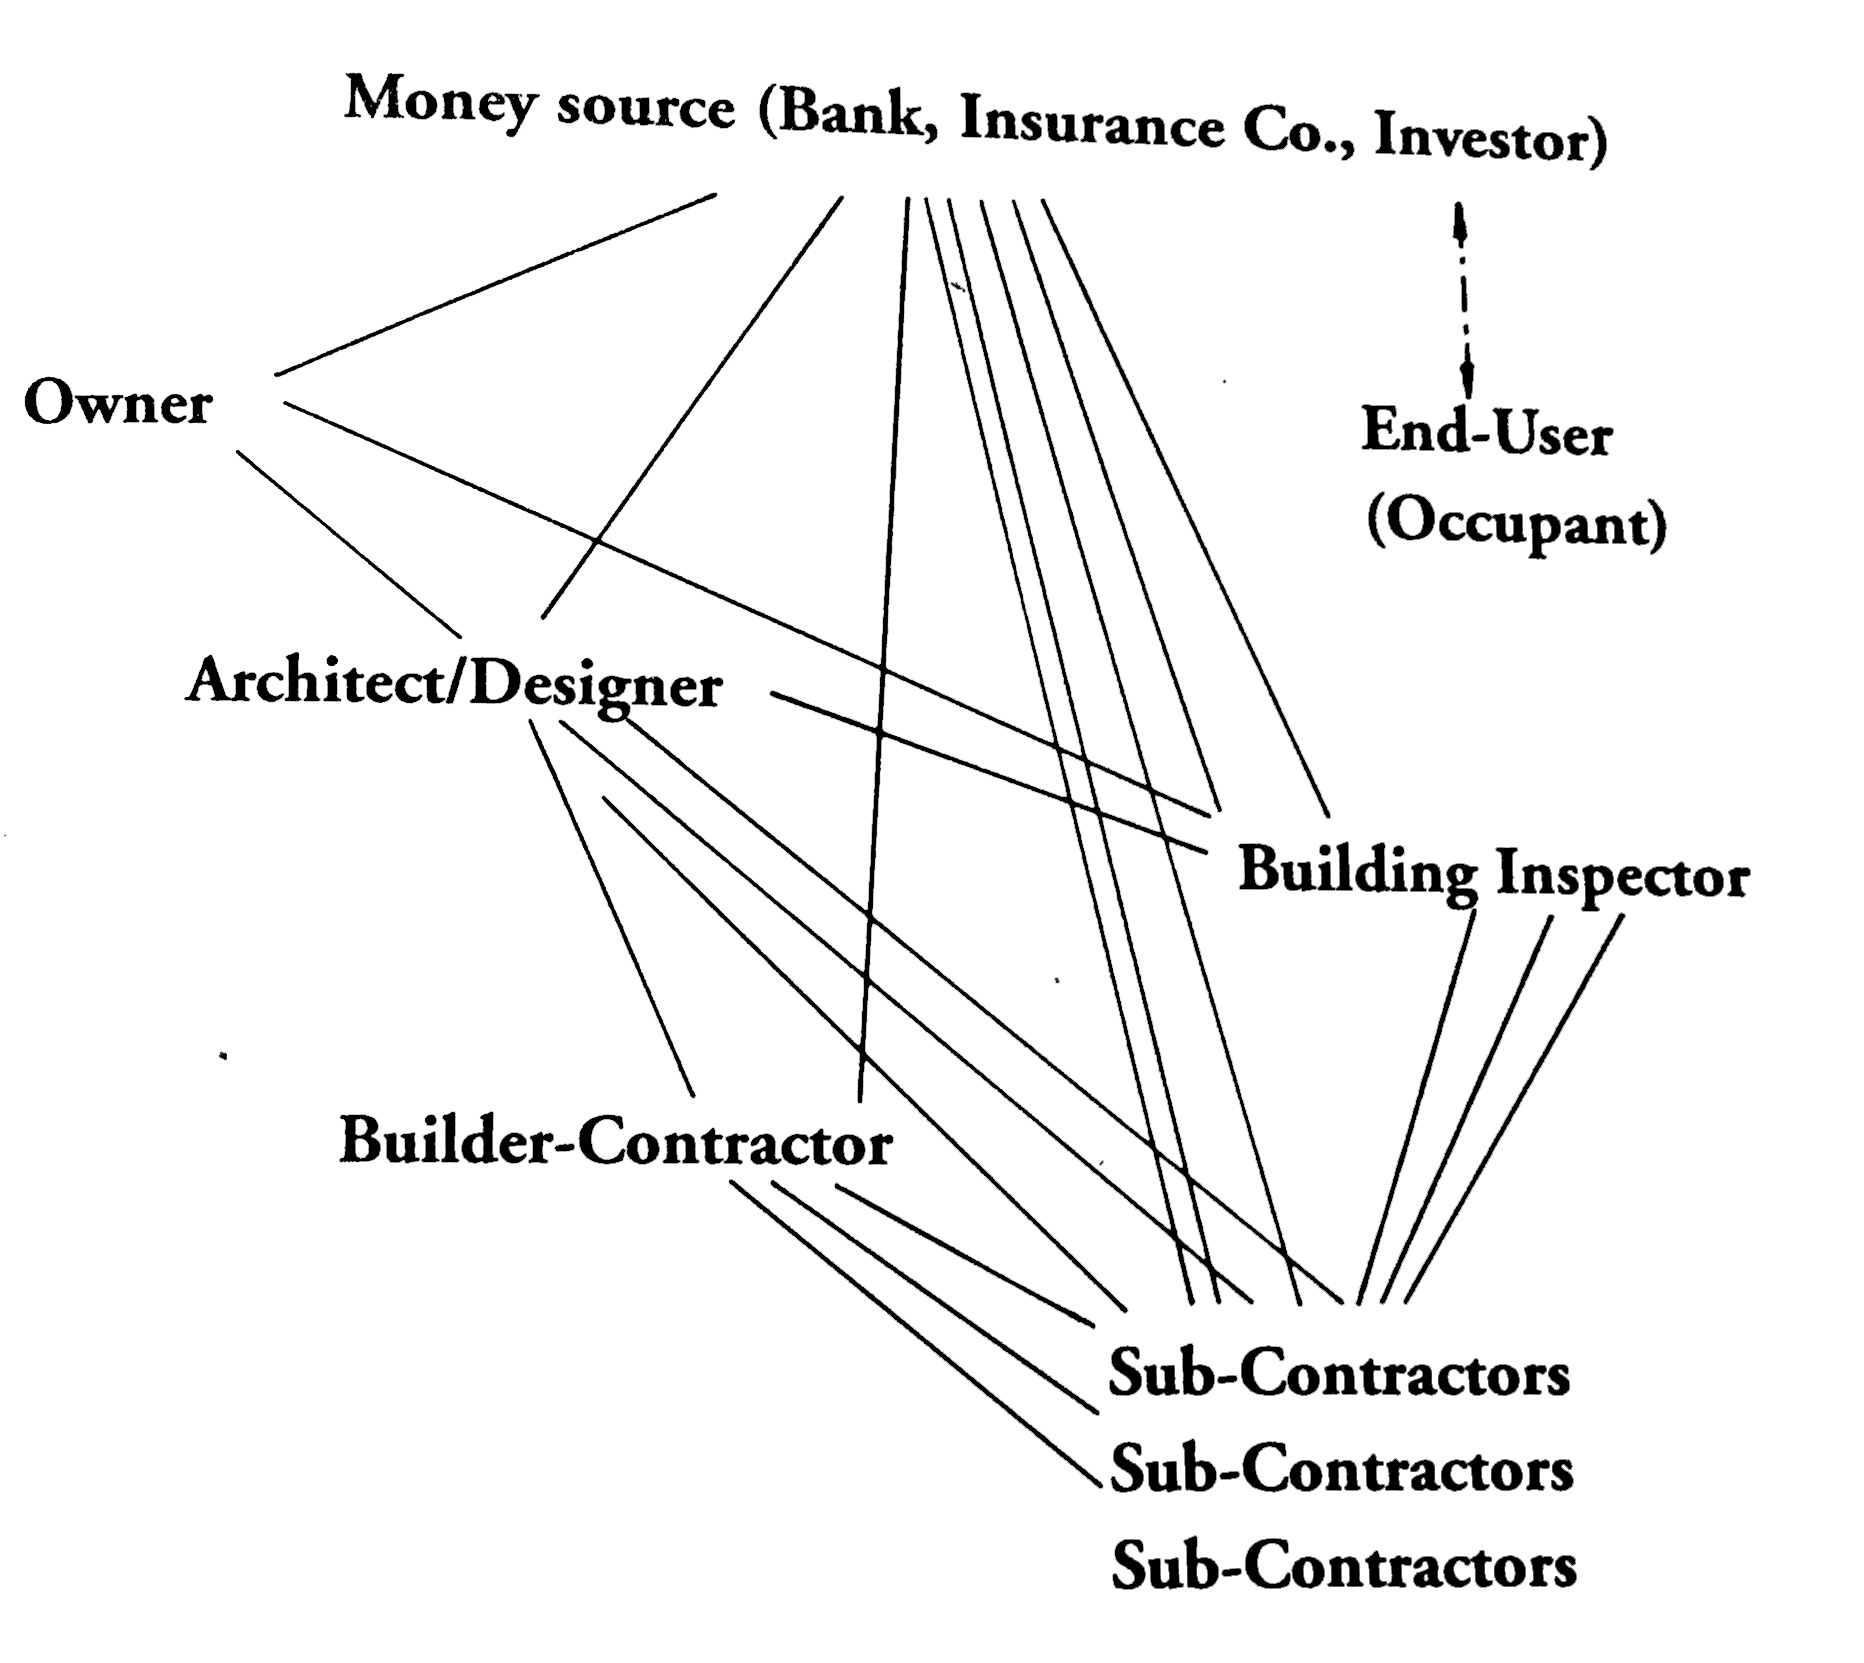 Money source (Bank, Insurance Co., Investor)
Owner
End-User
(Occupant)
Architect/Designer
Building Inspector
Builder-Contractor
Sub-Contractors
Sub-Contractors
Sub-Contractors